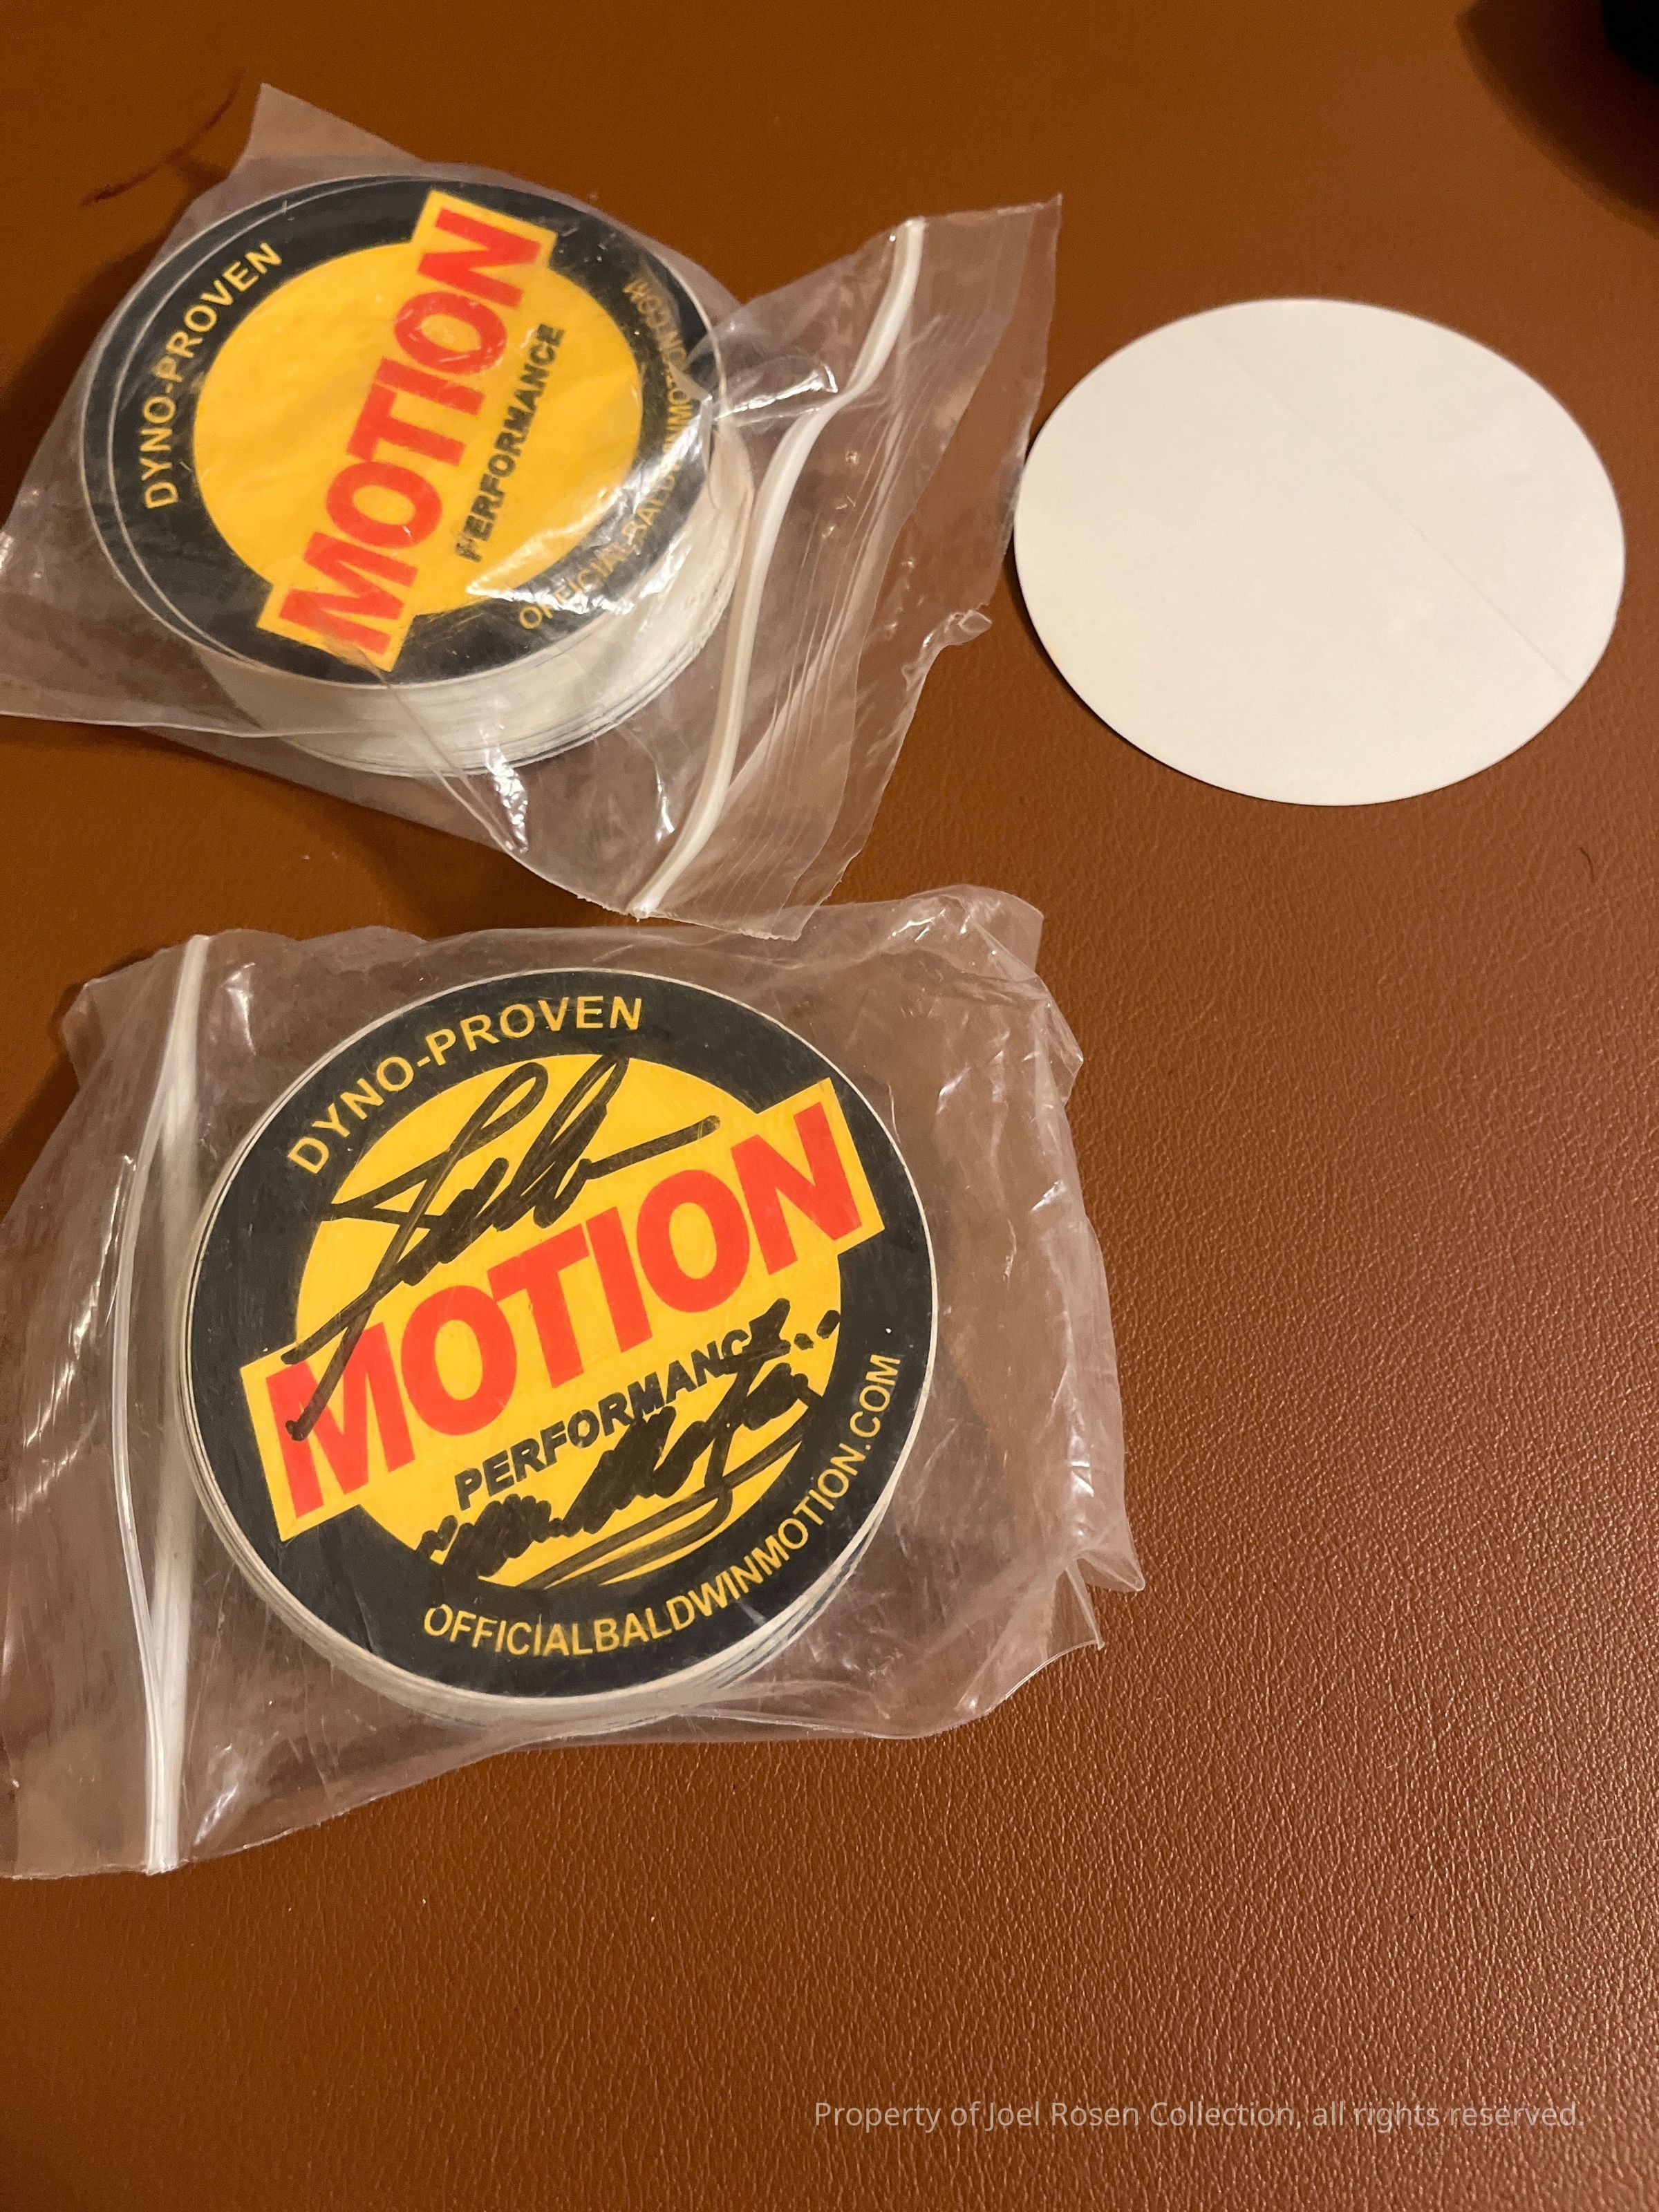 DYNO-PROVEN
MOTION
PERFORMANCE
DYNO-PROVEN
MOTION
PERFORMANCE
OFFICIALBALDWINMOTION.COM
Property of Joel Rosen Collection, all rights reserved.